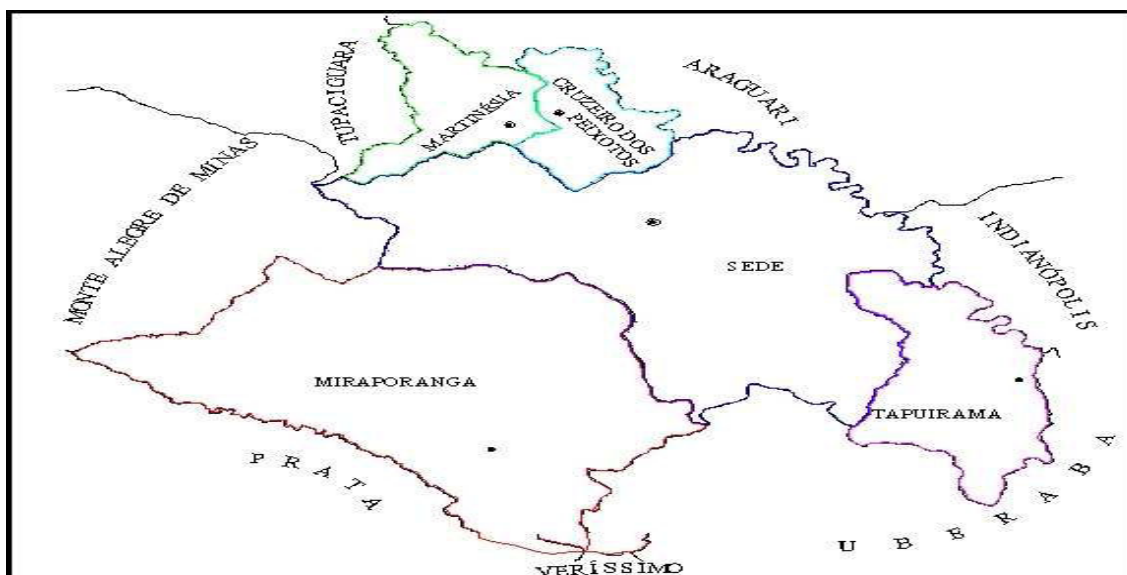 TUPACIGUARA
ARAGUARI
MARTINÉSIA
CRUZEIRO DOS
PEIXOTOS
MONTE ALEGRE DE MINAS
INDIANÓPOLIS
SEDE
MIRAPORANGA
TAPUIRAMA
PRATA
UBERABA
VERÍSSIMO